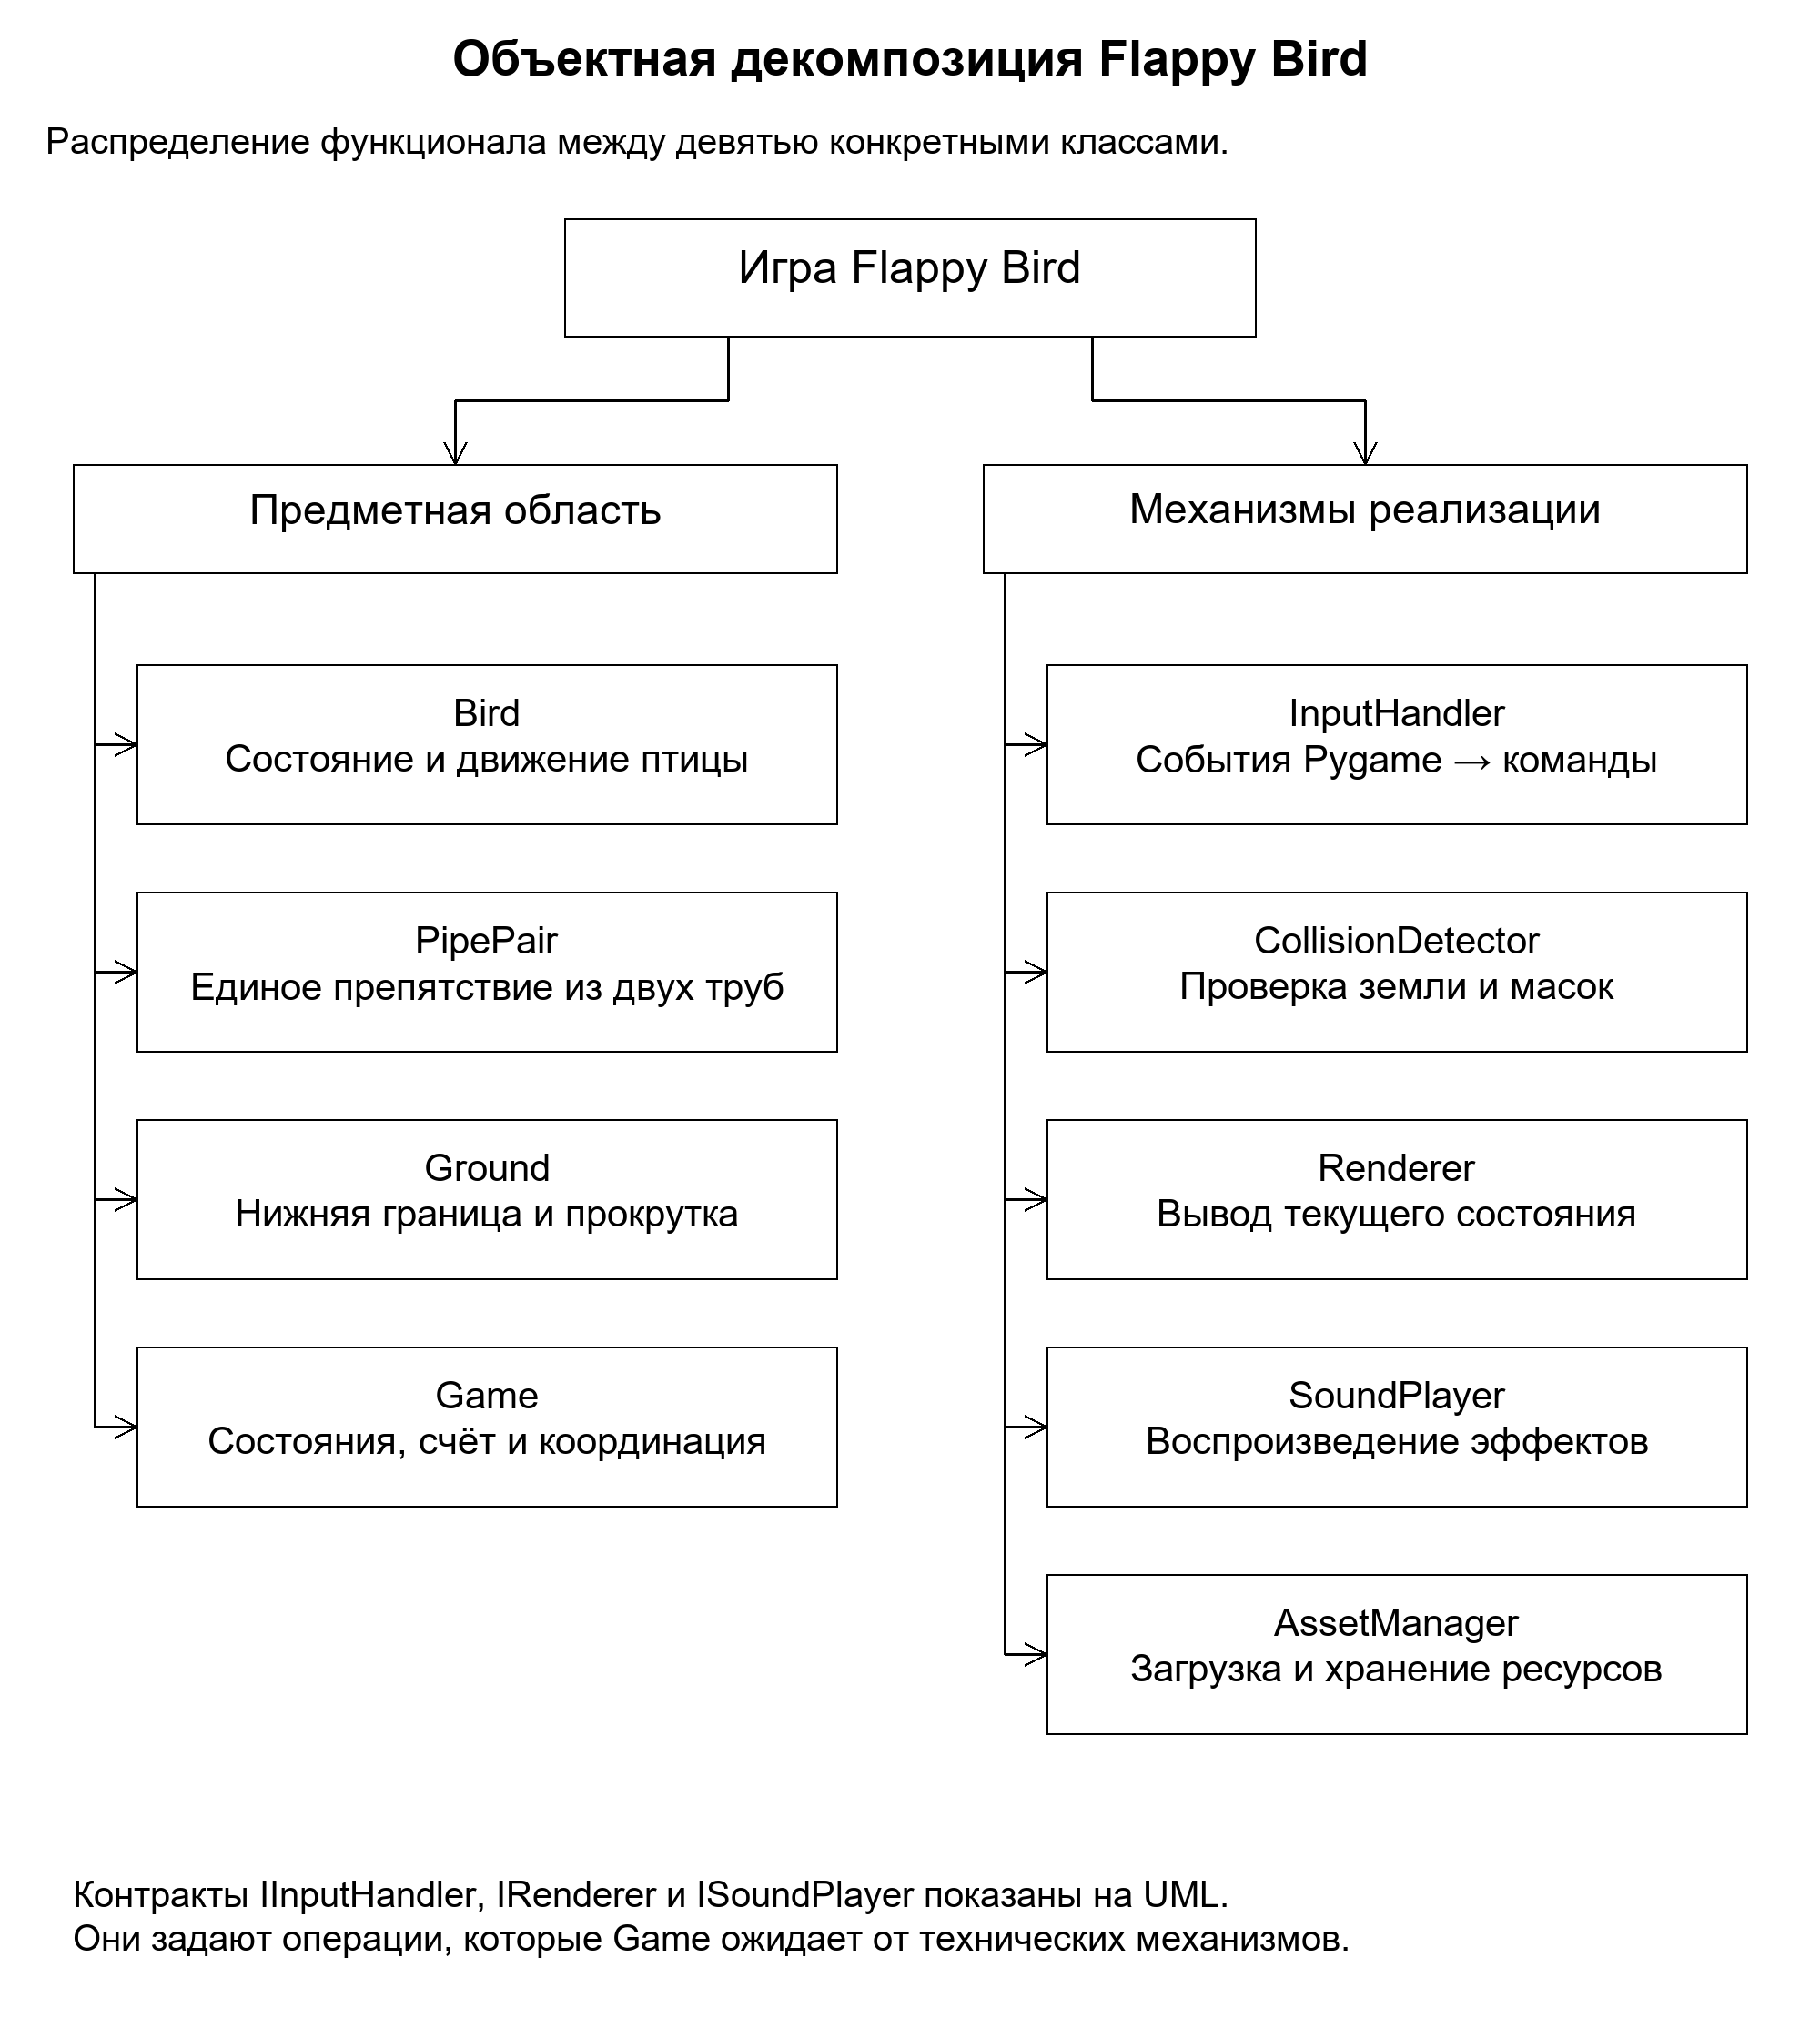 Объектная декомпозиция Flappy Bird
Распределение функционала между девятью конкретными классами.
Игра Flappy Bird
Предметная область
Механизмы реализации
Bird
Состояние и движение птицы
PipePair
Единое препятствие из двух труб
Ground
Нижняя граница и прокрутка
Game
Состояния, счёт и координация
InputHandler
События Pygame → команды
CollisionDetector
Проверка земли и масок
Renderer
Вывод текущего состояния
SoundPlayer
Воспроизведение эффектов
AssetManager
Загрузка и хранение ресурсов
Контракты IInputHandler, IRenderer и ISoundPlayer показаны на UML.
Они задают операции, которые Game ожидает от технических механизмов.